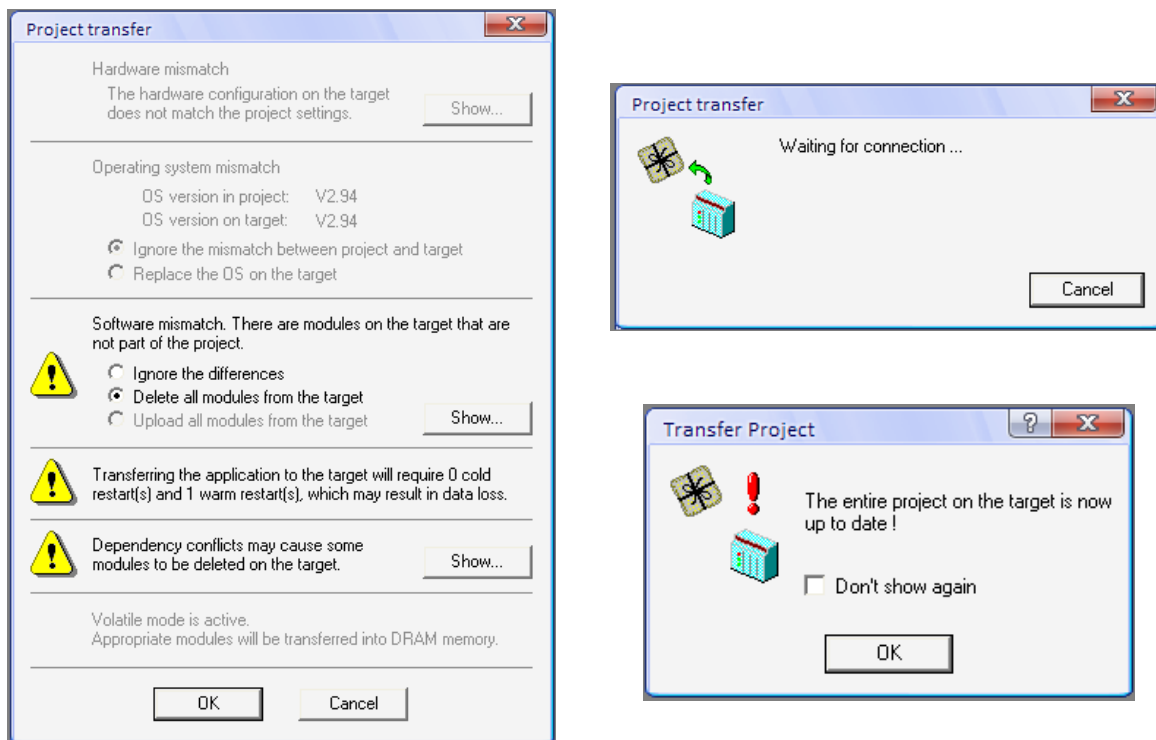 Project transfer
Hardware mismatch
The hardware configuration on the target
does not match the project settings.
Show...
Operating system mismatch
OS version in project: V2.94
OS version on target: V2.94
Ignore the mismatch between project and target
Replace the OS on the target
Software mismatch. There are modules on the target that are
not part of the project.
Ignore the differences
Delete all modules from the target
Upload all modules from the target
Show...
Transferring the application to the target will require 0 cold
restart(s) and 1 warm restart(s), which may result in data loss.
Dependency conflicts may cause some
modules to be deleted on the target.
Show...
Volatile mode is active.
Appropriate modules will be transferred into DRAM memory.
OK
Cancel
Project transfer
Waiting for connection ...
Cancel
Transfer Project
The entire project on the target is now
up to date !
Don't show again
OK